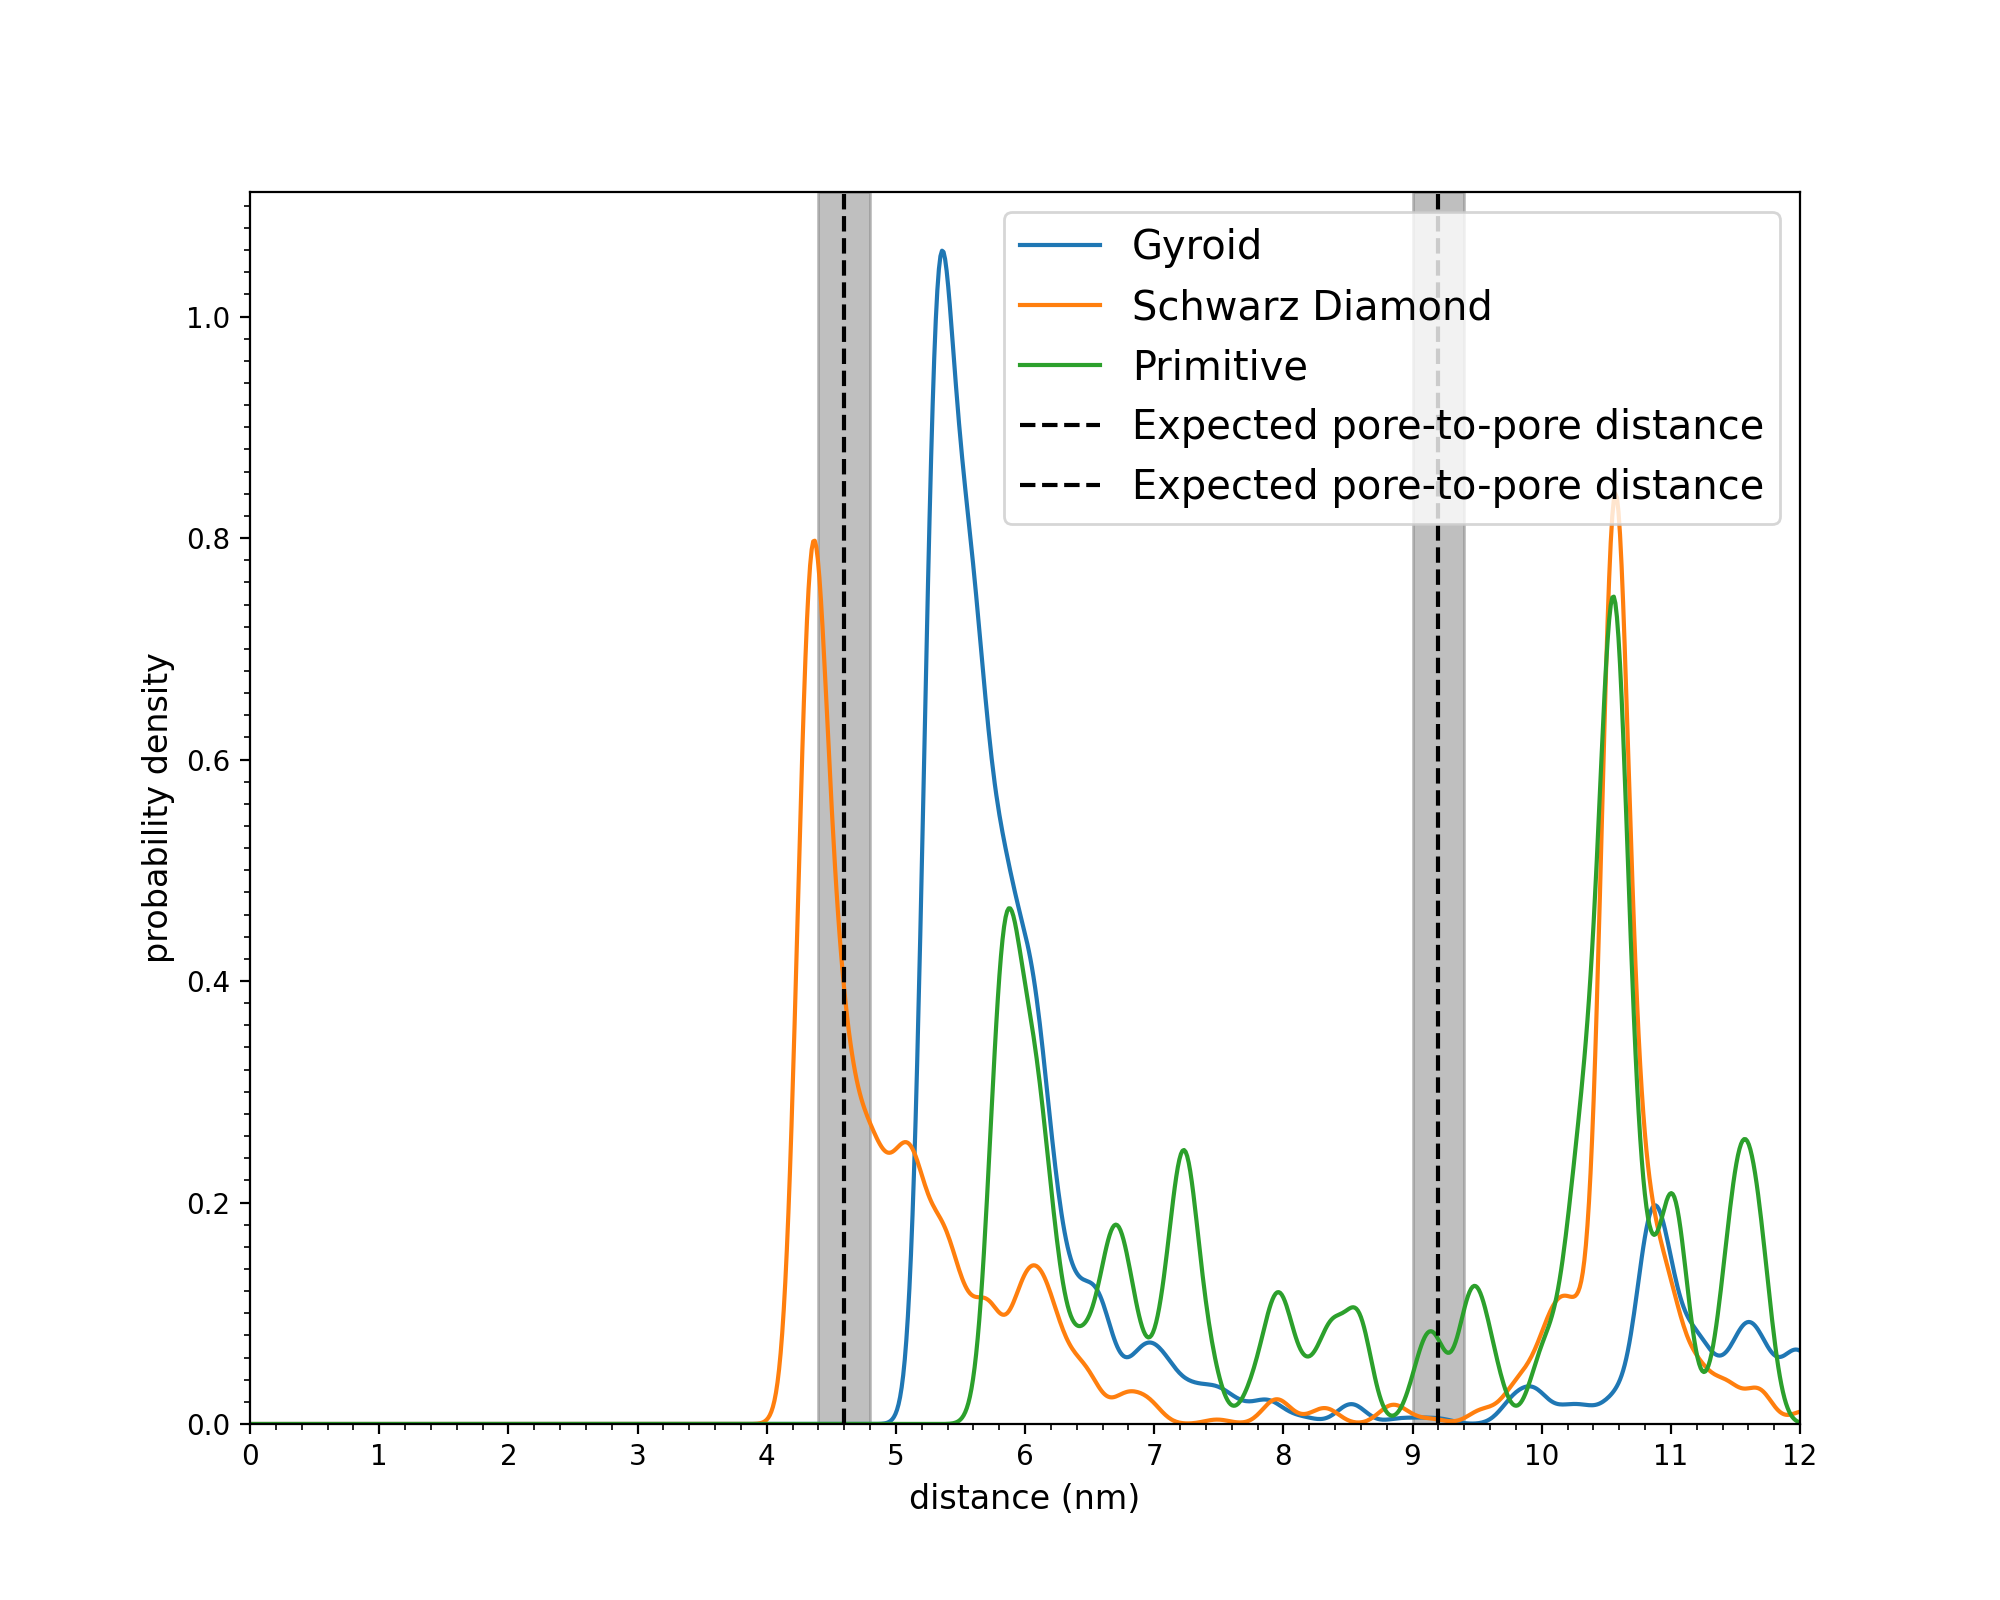 Gyroid
Schwarz Diamond
Primitive
Expected pore-to-pore distance
Expected pore-to-pore distance
probability density
1.0
0.8
0.6
0.4
0.2
0.0
0 1 2 3 4 5 6 7 8 9 10 11 12
distance (nm)